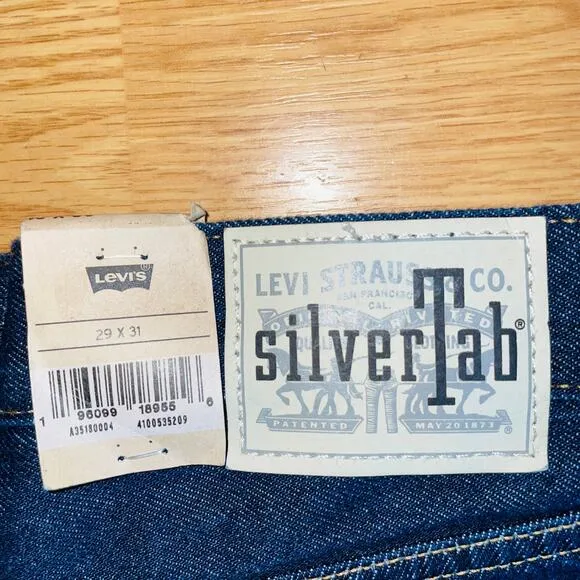 LEVI'S
29 X 31
1 96099 18955 6
A35180004 4100535209
LEVI STRAUSS & CO.
SAN FRANCISCO
CAL.
silverTab®
PATENTED MAY 20 1873 ®